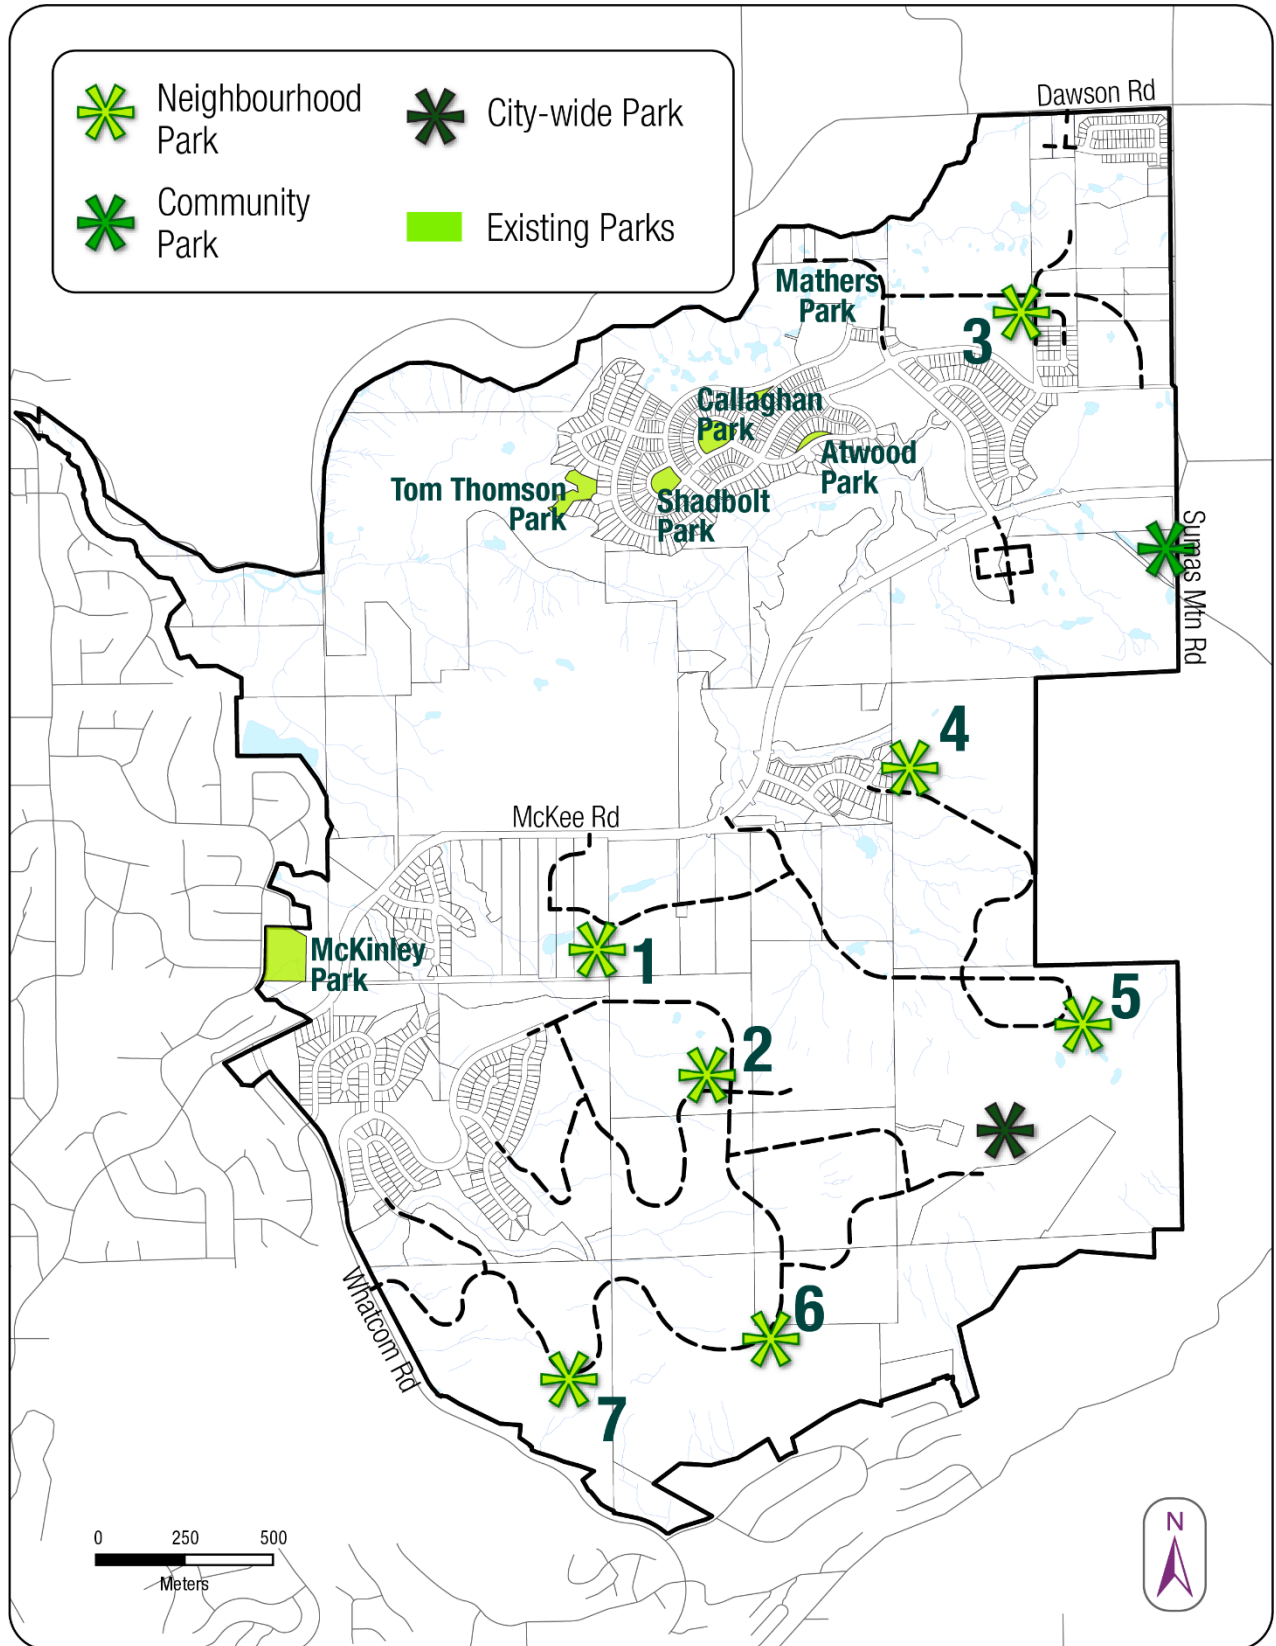 Neighbourhood
Park
City-wide Park
Community
Park
Existing Parks
Dawson Rd
Mathers
Park
3
Callaghan
Park
Atwood
Park
Tom Thomson
Park
Shadbolt
Park
Sumas Mtn Rd
4
McKee Rd
McKinley
Park
1
5
2
6
Whatcom Rd
7
0 250 500
Meters
N